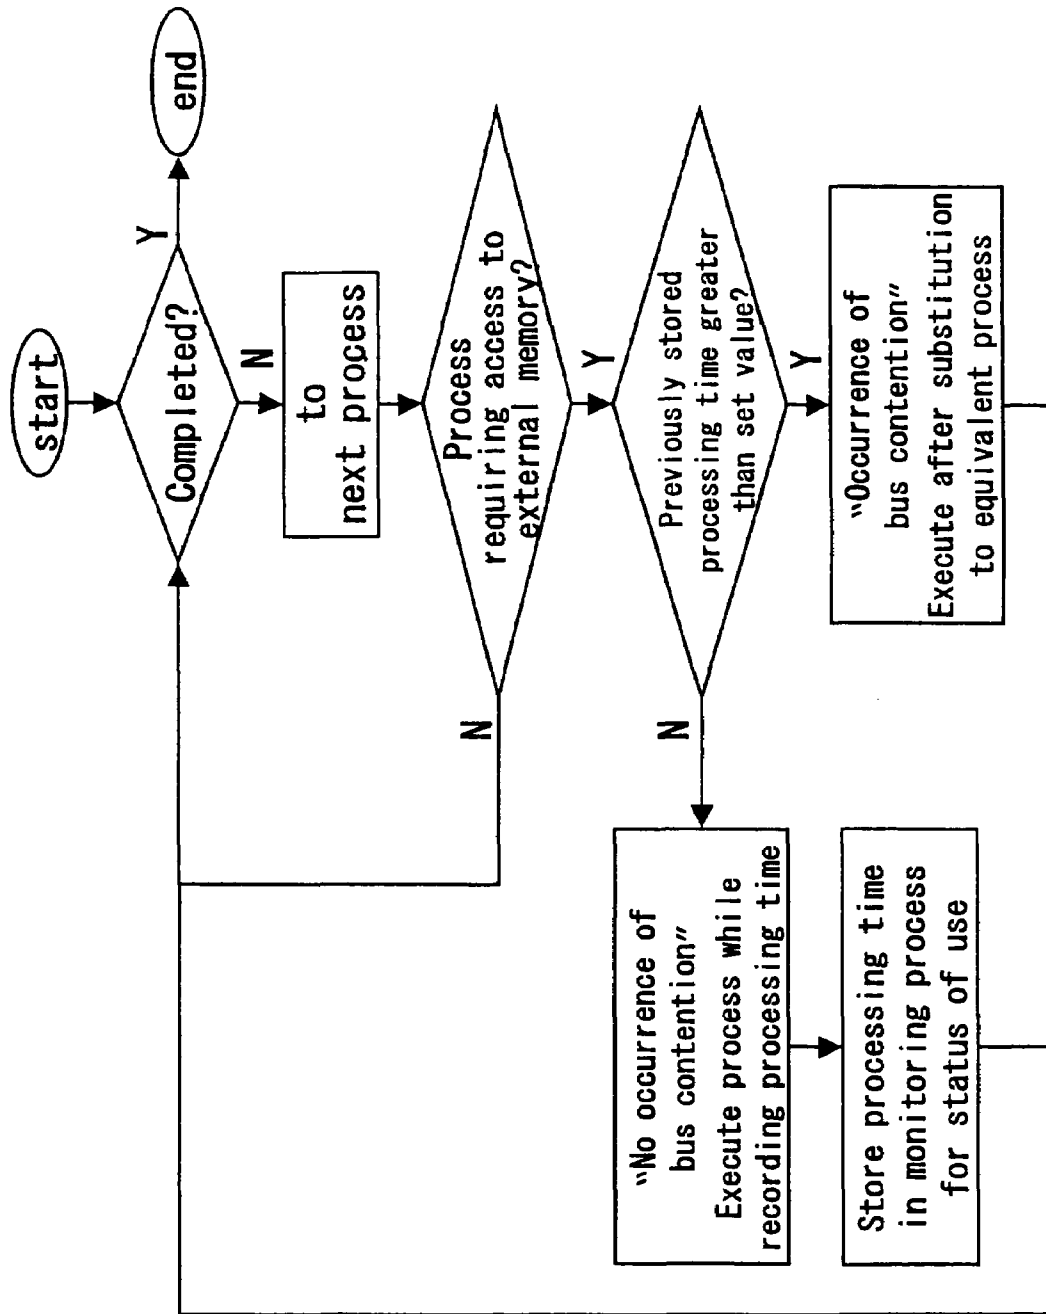 start
Completed?
Y
end
N
to
next process
Process
requiring access to
external memory?
N
Y
Previously stored
processing time greater
than set value?
N
Y
"No occurrence of
bus contention"
Execute process while
recording processing time
"Occurrence of
bus contention"
Execute after substitution
to equivalent process
Store processing time
in monitoring process
for status of use